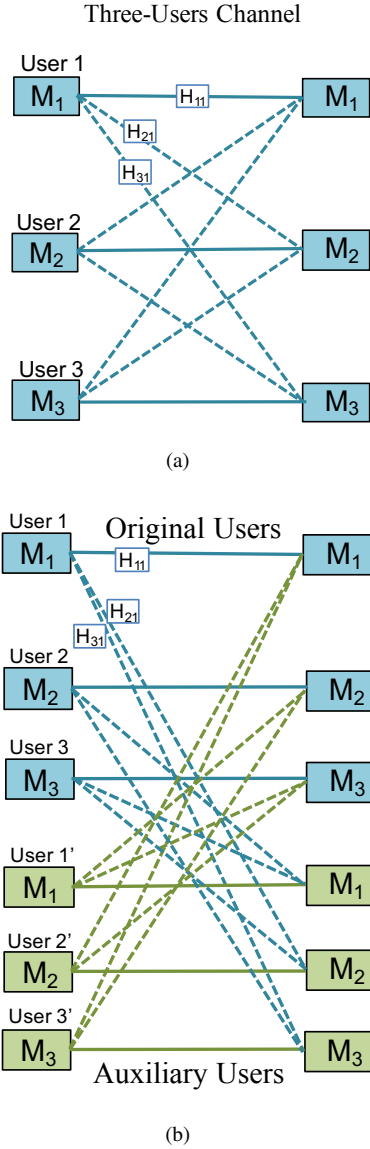 Three-Users Channel
User 1
M₁ H₁₁ M₁
H₂₁
H₃₁
User 2
M₂ M₂
User 3
M₃ M₃
(a)
User 1 Original Users
M₁ H₁₁ M₁
H₂₁
H₃₁
User 2
M₂ M₂
User 3
M₃ M₃
User 1'
M₁ M₁
User 2'
M₂ M₂
User 3'
M₃ M₃
Auxiliary Users
(b)